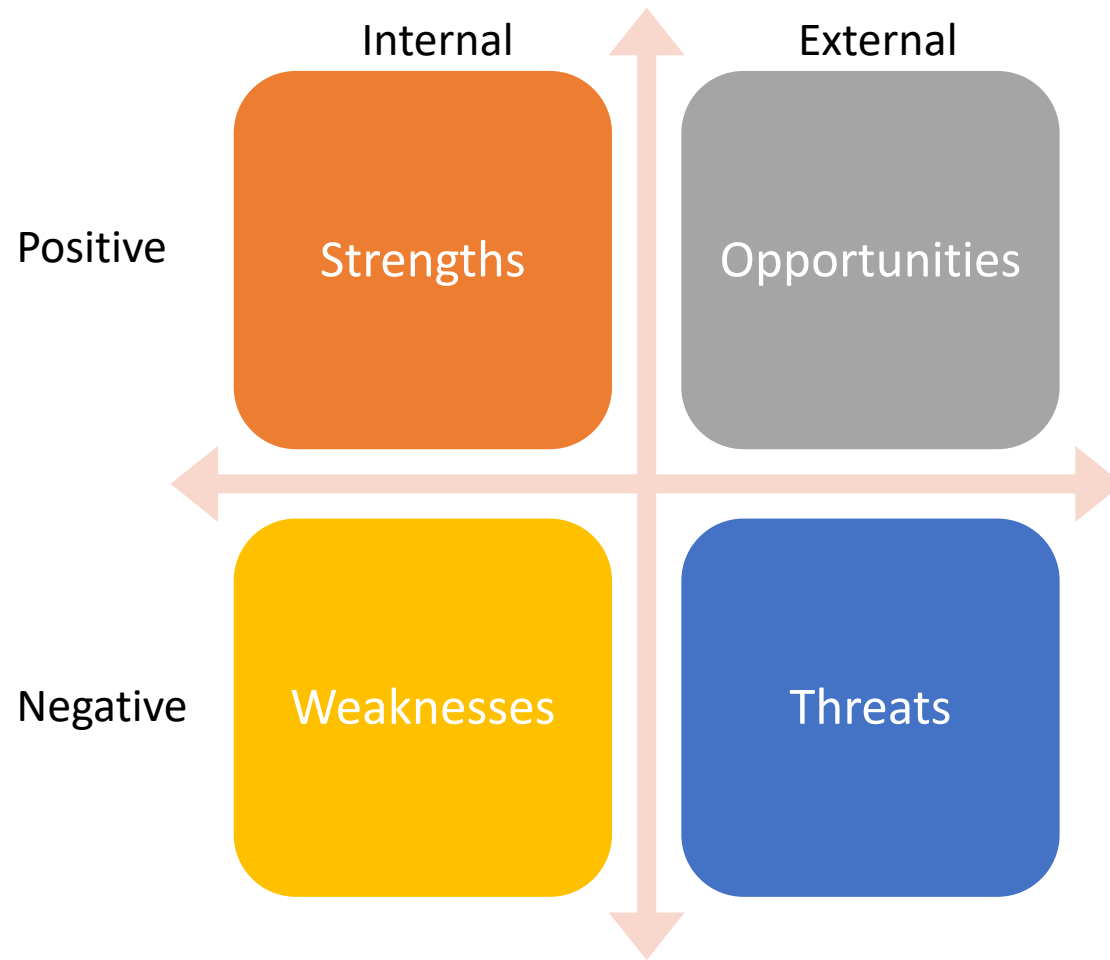 Internal
External
Positive
Strengths
Opportunities
Negative
Weaknesses
Threats